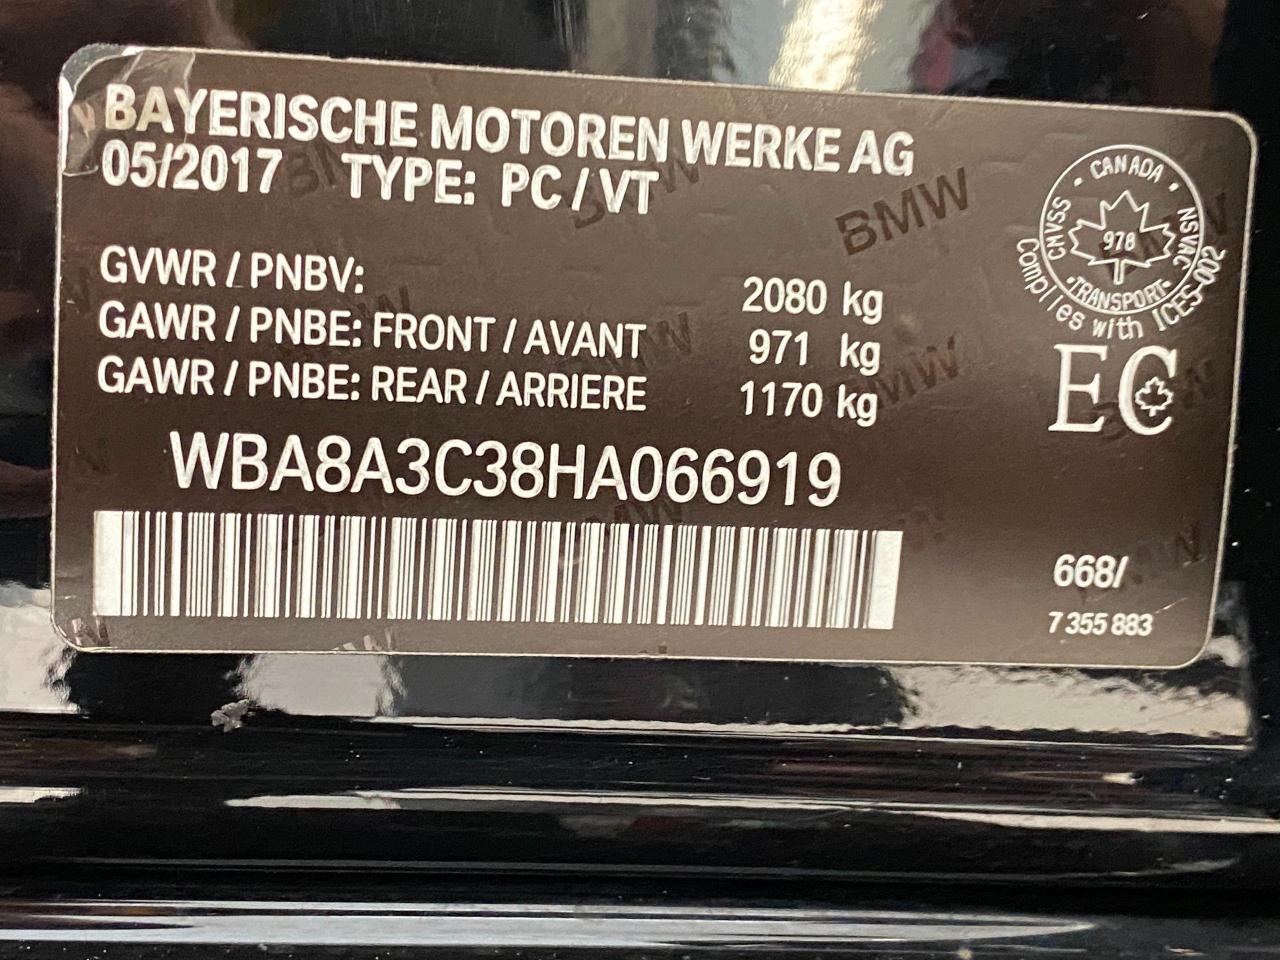 BAYERISCHE MOTOREN WERKE AG
05/2017 TYPE: PC/VT
GVWR/PNBV: 2080 kg
GAWR/PNBE: FRONT/AVANT 971 kg
GAWR/PNBE: REAR/ARRIERE 1170 kg
WBA8A3C38HA066919
CANADA
CMVSS
NSVAC
978
TRANSPORT
Complies with ICES-002
EC
668/
7 355 883
BMW
BMW